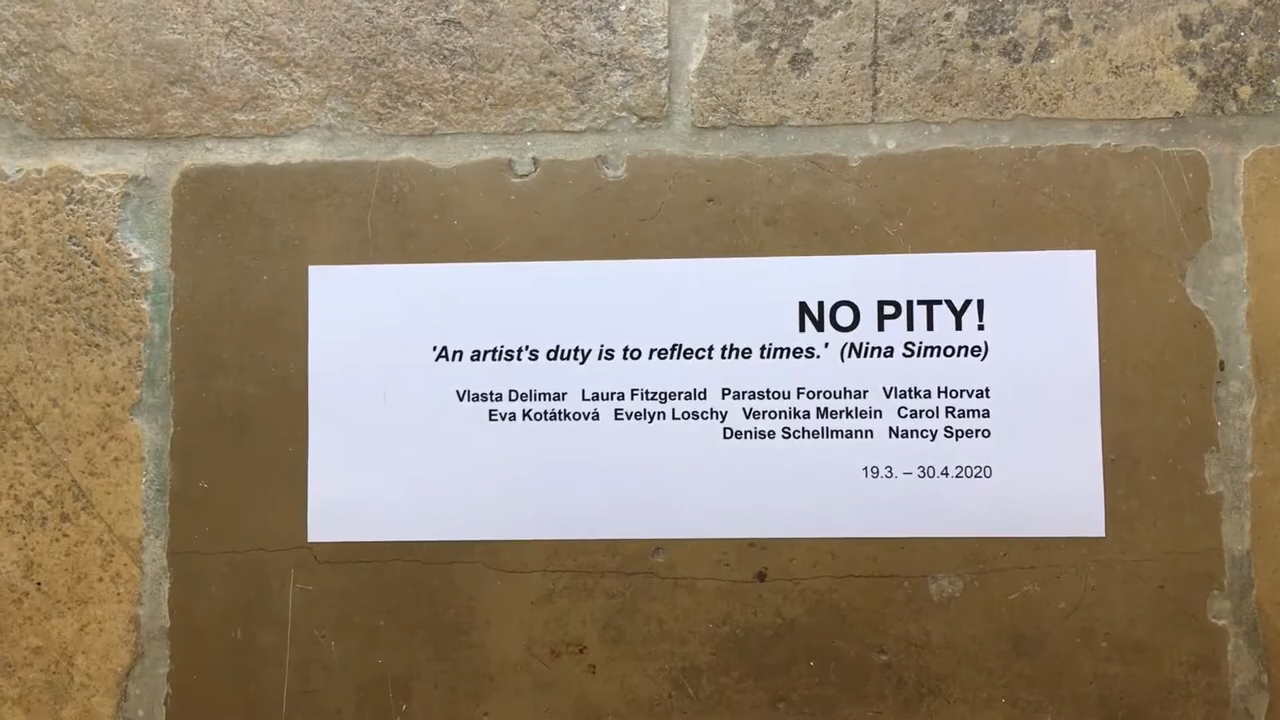 NO PITY!
'An artist's duty is to reflect the times.' (Nina Simone)
Vlasta Delimar Laura Fitzgerald Parastou Forouhar Vlatka Horvat
Eva Kotátková Evelyn Loschy Veronika Merklein Carol Rama
Denise Schellmann Nancy Spero
19.3. – 30.4.2020